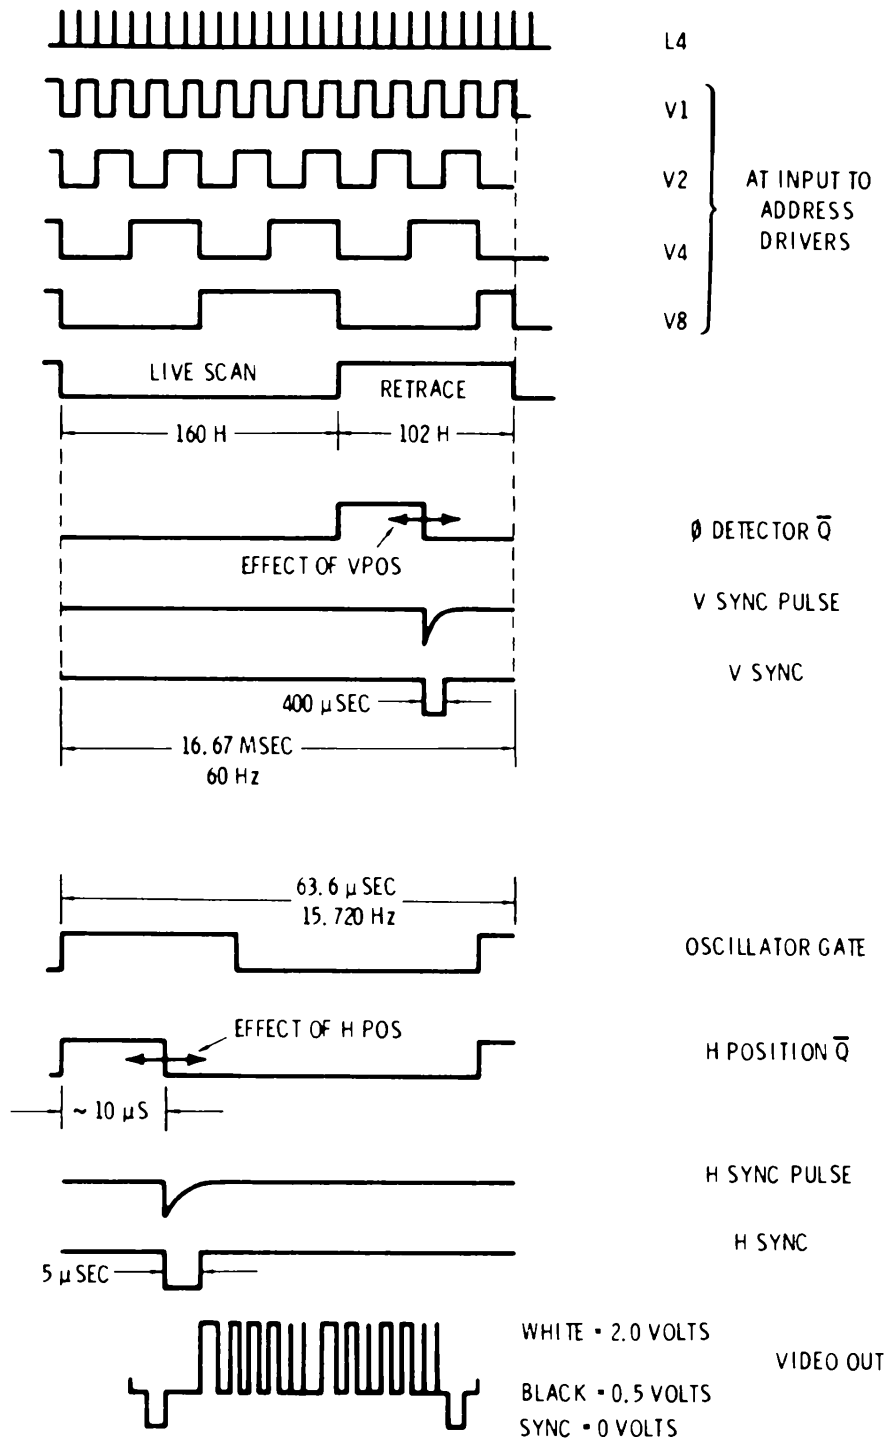 L4
V1
V2
V4
V8
AT INPUT TO
ADDRESS
DRIVERS
LIVE SCAN
RETRACE
160 H
102 H
Ø DETECTOR Q̅
EFFECT OF VPOS
V SYNC PULSE
V SYNC
400 µSEC
16.67 MSEC
60 Hz
63.6 µSEC
15.720 Hz
OSCILLATOR GATE
EFFECT OF H POS
H POSITION Q̅
~ 10 µS
H SYNC PULSE
H SYNC
5 µSEC
WHITE = 2.0 VOLTS
VIDEO OUT
BLACK = 0.5 VOLTS
SYNC = 0 VOLTS